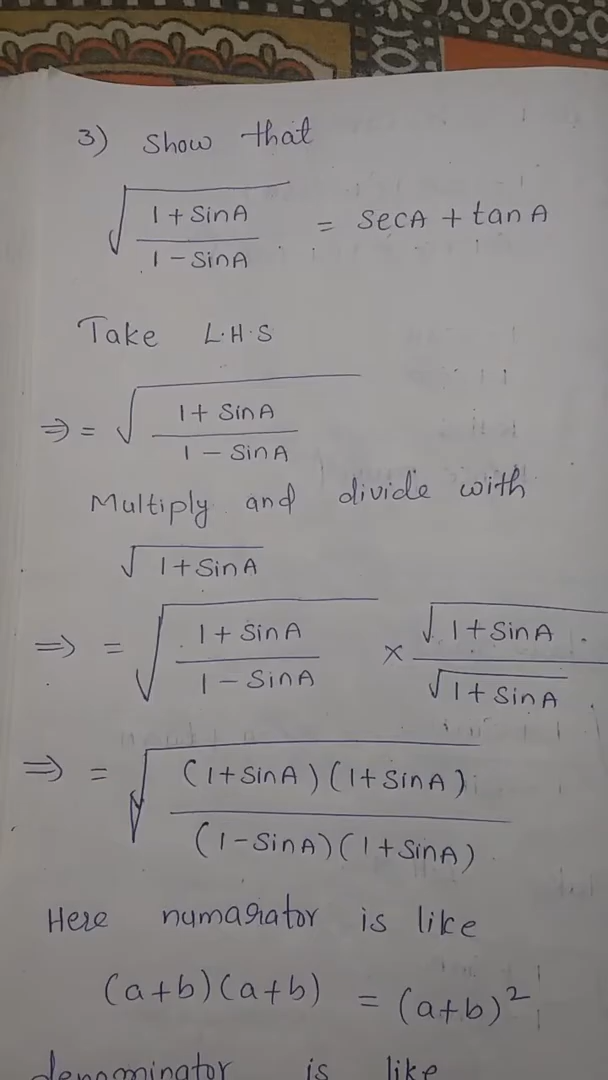 3) Show that
√(1 + SinA / 1 - SinA) = SecA + tan A
Take L.H.S
⇒ = √(1 + SinA / 1 - SinA)
Multiply and divide with
√(1+SinA)
⇒ = √(1 + SinA / 1 - SinA) × √(1+SinA) / √(1+SinA)
⇒ = √((1+SinA)(1+SinA) / (1-SinA)(1+SinA))
Here numarator is like
(a+b)(a+b) = (a+b)²
denominator is like